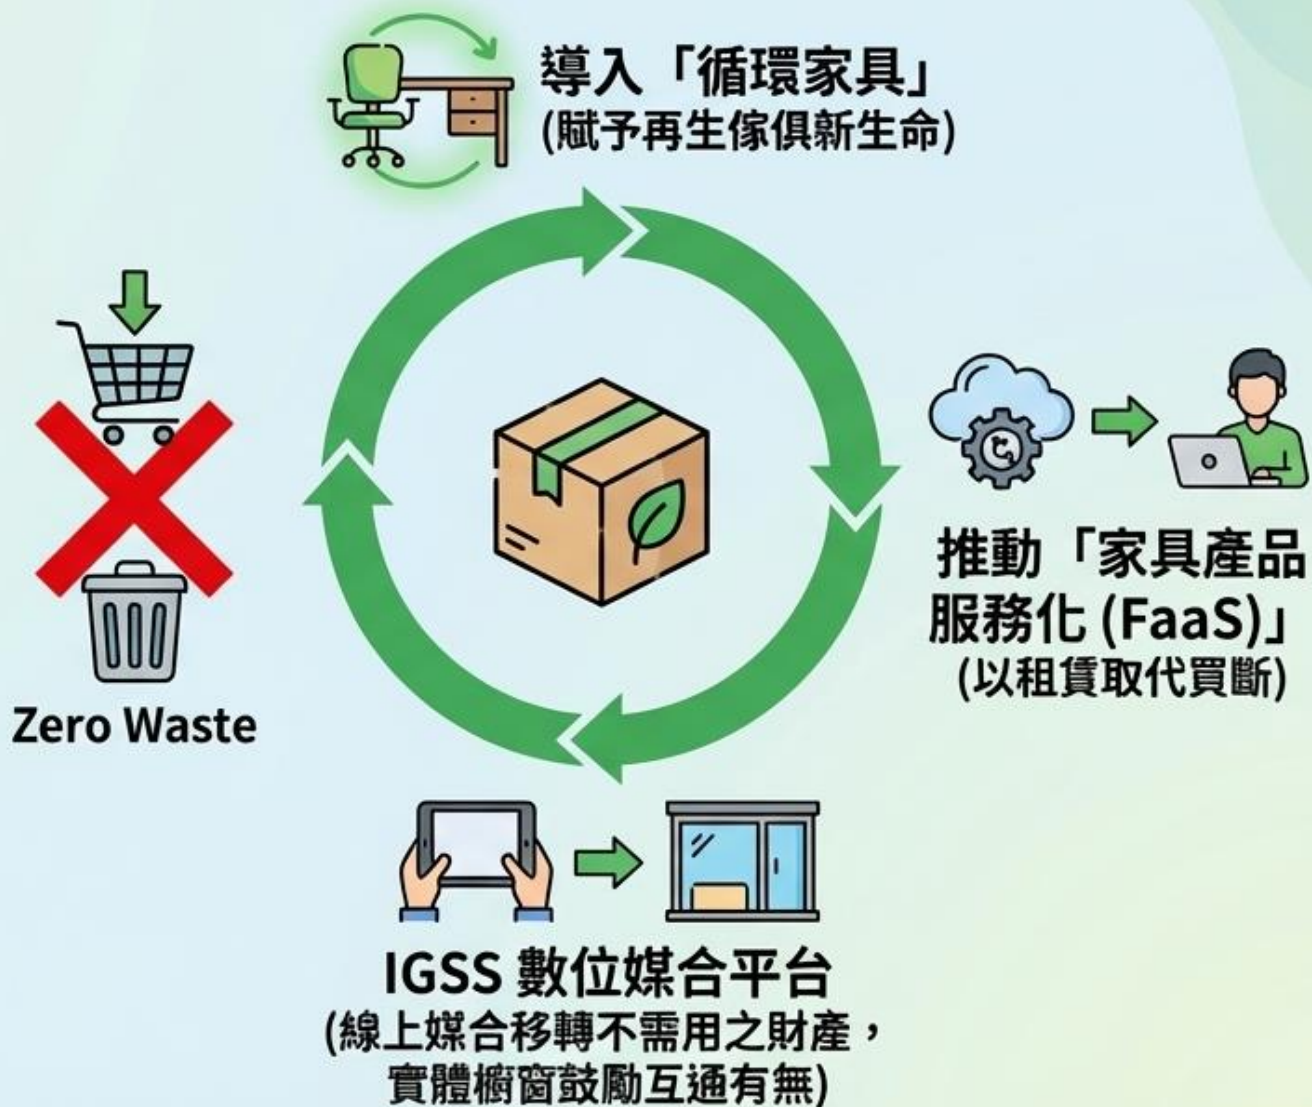 導入「循環家具」
(賦予再生傢俱新生命)
推動「家具產品
服務化 (FaaS)」
(以租賃取代買斷)
Zero Waste
IGSS 數位媒合平台
(線上媒合移轉不需用之財產，
實體櫥窗鼓勵互通有無)